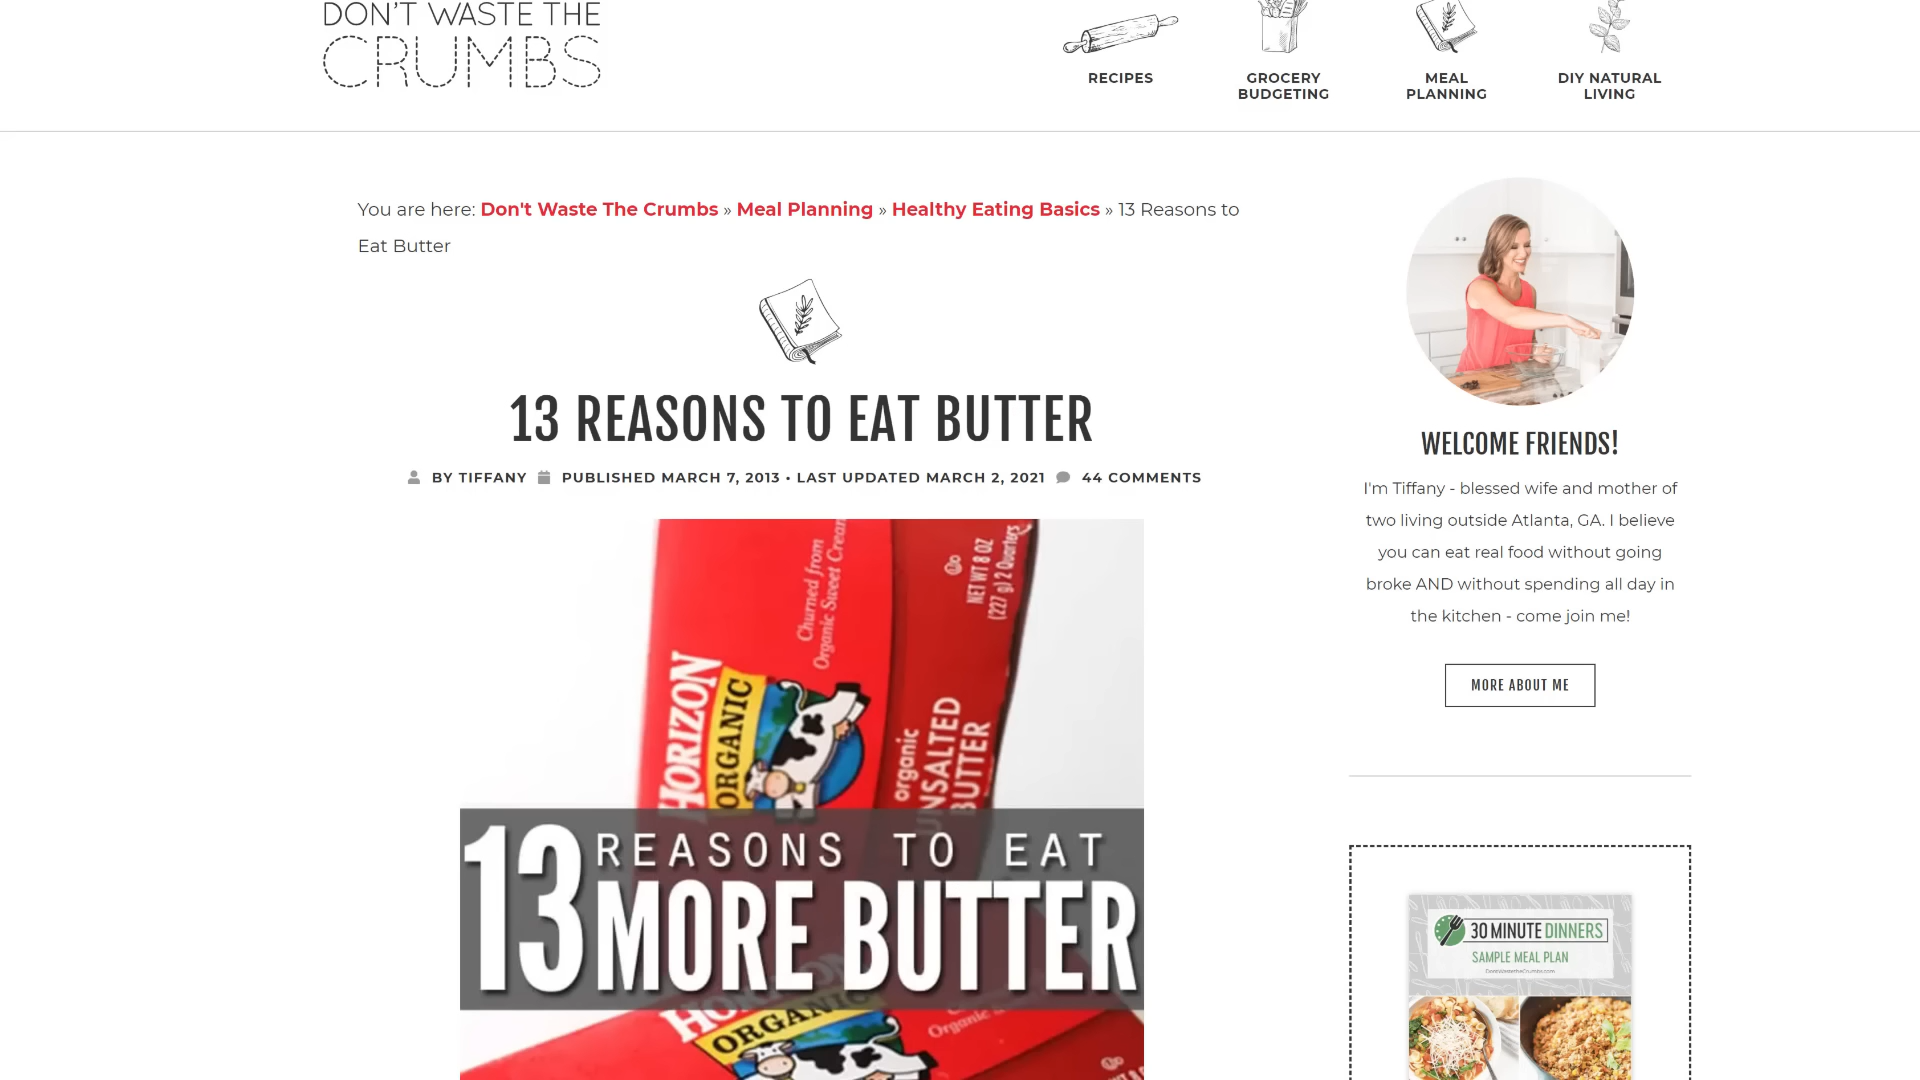 DON'T WASTE THE
CRUMBS
RECIPES
GROCERY
BUDGETING
MEAL
PLANNING
DIY NATURAL
LIVING
You are here: Don't Waste The Crumbs » Meal Planning » Healthy Eating Basics » 13 Reasons to
Eat Butter
13 REASONS TO EAT BUTTER
BY TIFFANY PUBLISHED MARCH 7, 2013 • LAST UPDATED MARCH 2, 2021 44 COMMENTS
Churned from
Organic Sweet Cream
NET WT 8 OZ
(227 g) 2 Quarters
HORIZON
ORGANIC
organic
UNSALTED
BUTTER
13 REASONS TO EAT
MORE BUTTER
HORIZON
ORGANIC
Organic
WELCOME FRIENDS!
I'm Tiffany - blessed wife and mother of
two living outside Atlanta, GA. I believe
you can eat real food without going
broke AND without spending all day in
the kitchen - come join me!
MORE ABOUT ME
30 MINUTE DINNERS
SAMPLE MEAL PLAN
DontWastetheCrumbs.com